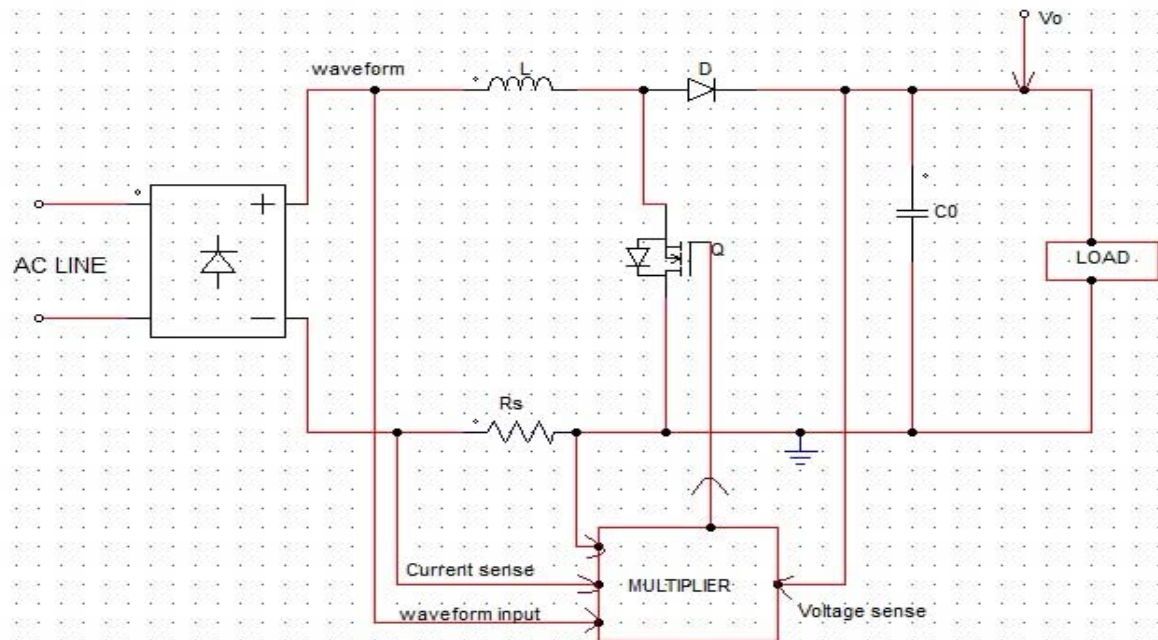 Vo
waveform
L
D
C0
Q
AC LINE
LOAD
Rs
Current sense
MULTIPLIER
waveform input
Voltage sense